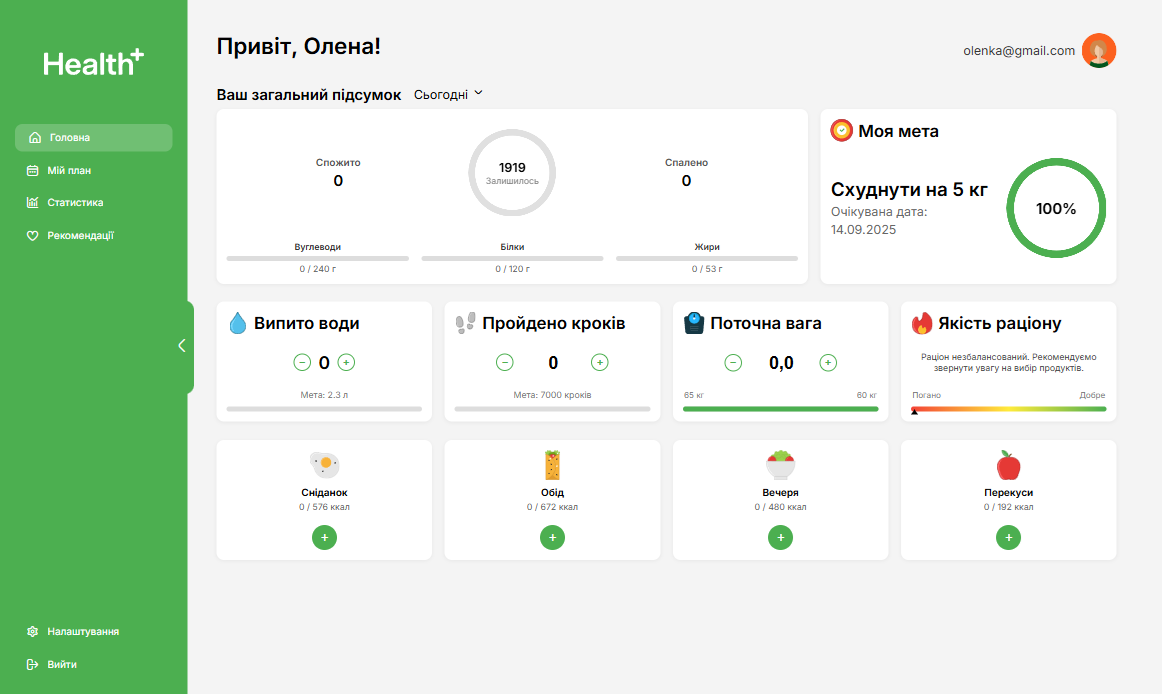 Health+
Головна
Мій план
Статистика
Рекомендації
Налаштування
Вийти
Привіт, Олена!
olenka@gmail.com
Ваш загальний підсумок Сьогодні
Спожито
0
1919
Залишилось
Спалено
0
Вуглеводи
0 / 240 г
Білки
0 / 120 г
Жири
0 / 53 г
Моя мета
Схуднути на 5 кг
Очікувана дата:
14.09.2025
100%
Випито води
− 0 +
Мета: 2.3 л
Пройдено кроків
− 0 +
Мета: 7000 кроків
Поточна вага
− 0,0 +
65 кг 60 кг
Якість раціону
Раціон незбалансований. Рекомендуємо
звернути увагу на вибір продуктів.
Погано Добре
Сніданок
0 / 576 ккал
+
Обід
0 / 672 ккал
+
Вечеря
0 / 480 ккал
+
Перекуси
0 / 192 ккал
+